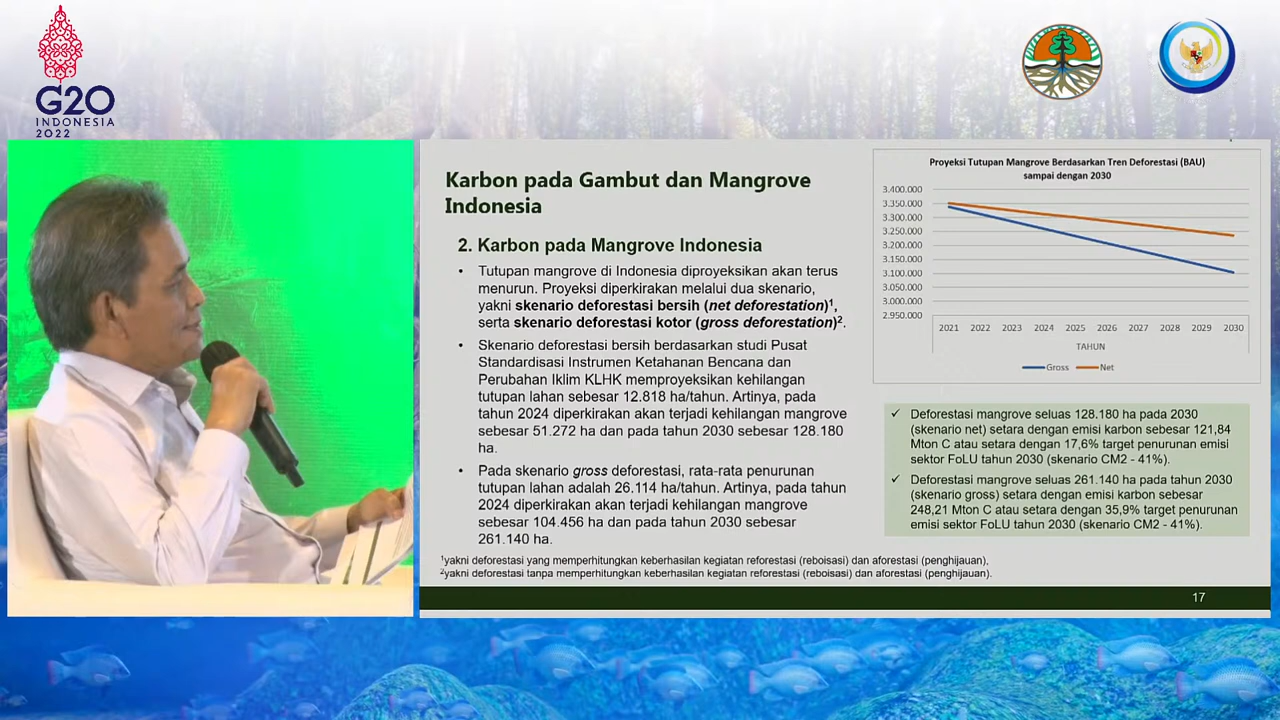 G20
INDONESIA
2022
Karbon pada Gambut dan Mangrove
Indonesia
2. Karbon pada Mangrove Indonesia
• Tutupan mangrove di Indonesia diproyeksikan akan terus
menurun. Proyeksi diperkirakan melalui dua skenario,
yakni skenario deforestasi bersih (net deforestation)¹,
serta skenario deforestasi kotor (gross deforestation)².
• Skenario deforestasi bersih berdasarkan studi Pusat
Standardisasi Instrumen Ketahanan Bencana dan
Perubahan Iklim KLHK memproyeksikan kehilangan
tutupan lahan sebesar 12.818 ha/tahun. Artinya, pada
tahun 2024 diperkirakan akan terjadi kehilangan mangrove
sebesar 51.272 ha dan pada tahun 2030 sebesar 128.180
ha.
• Pada skenario gross deforestasi, rata-rata penurunan
tutupan lahan adalah 26.114 ha/tahun. Artinya, pada tahun
2024 diperkirakan akan terjadi kehilangan mangrove
sebesar 104.456 ha dan pada tahun 2030 sebesar
261.140 ha.
¹yakni deforestasi yang memperhitungkan keberhasilan kegiatan reforestasi (reboisasi) dan aforestasi (penghijauan),
²yakni deforestasi tanpa memperhitungkan keberhasilan kegiatan reforestasi (reboisasi) dan aforestasi (penghijauan).
Proyeksi Tutupan Mangrove Berdasarkan Tren Deforestasi (BAU)
sampai dengan 2030
3.400.000
3.350.000
3.300.000
3.250.000
3.200.000
3.150.000
3.100.000
3.050.000
3.000.000
2.950.000
2021 2022 2023 2024 2025 2026 2027 2028 2029 2030
TAHUN
Gross Net
✓ Deforestasi mangrove seluas 128.180 ha pada 2030
(skenario net) setara dengan emisi karbon sebesar 121,84
Mton C atau setara dengan 17,6% target penurunan emisi
sektor FoLU tahun 2030 (skenario CM2 - 41%).
✓ Deforestasi mangrove seluas 261.140 ha pada tahun 2030
(skenario gross) setara dengan emisi karbon sebesar
248,21 Mton C atau setara dengan 35,9% target penurunan
emisi sektor FoLU tahun 2030 (skenario CM2 - 41%).
17